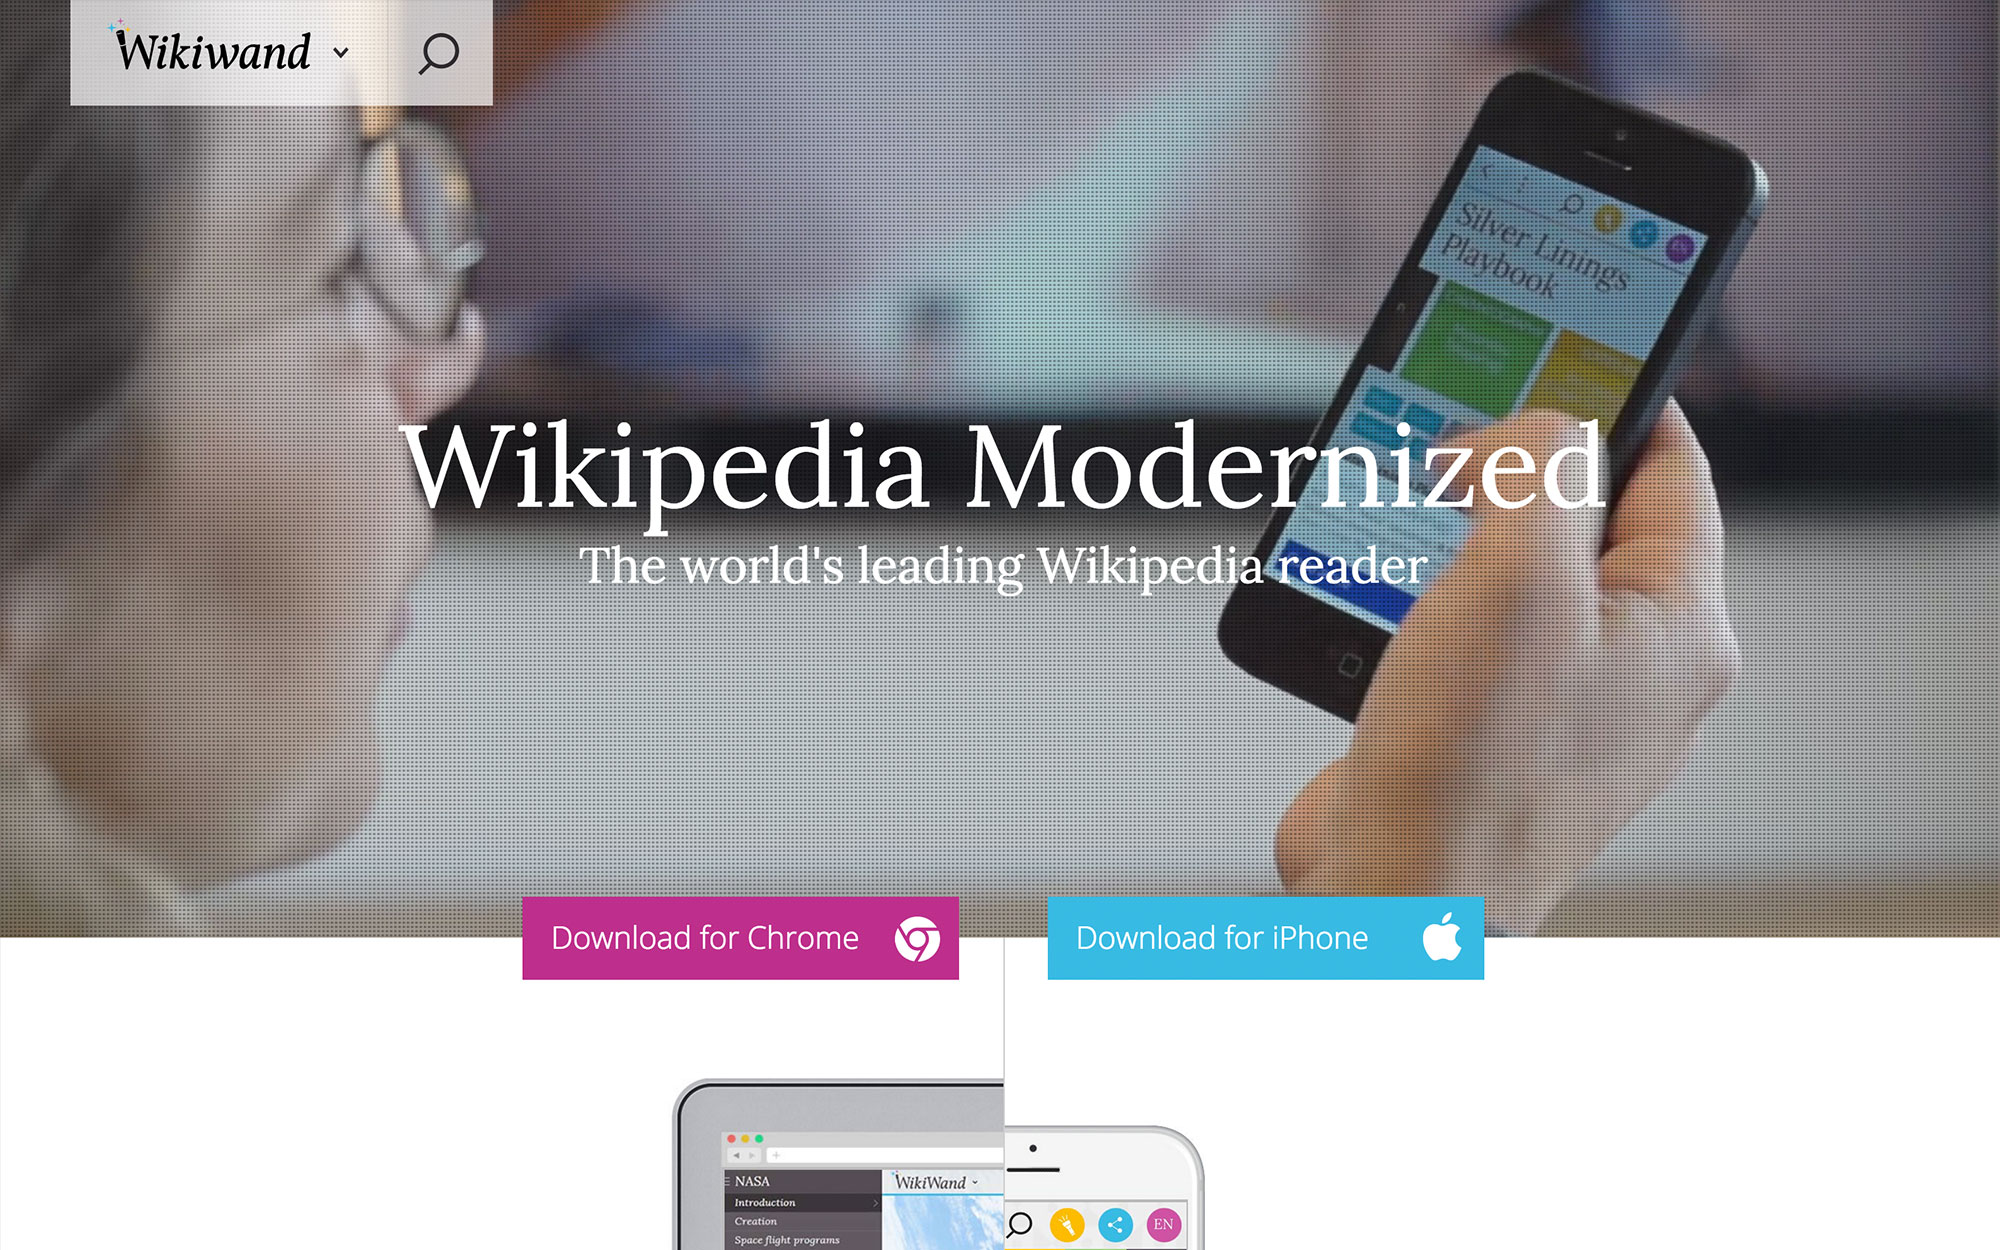 Wikiwand
Silver Linings
Playbook
Wikipedia Modernized
The world's leading Wikipedia reader
Download for Chrome
Download for iPhone
NASA
WikiWand
Introduction
Creation
Space flight programs
EN